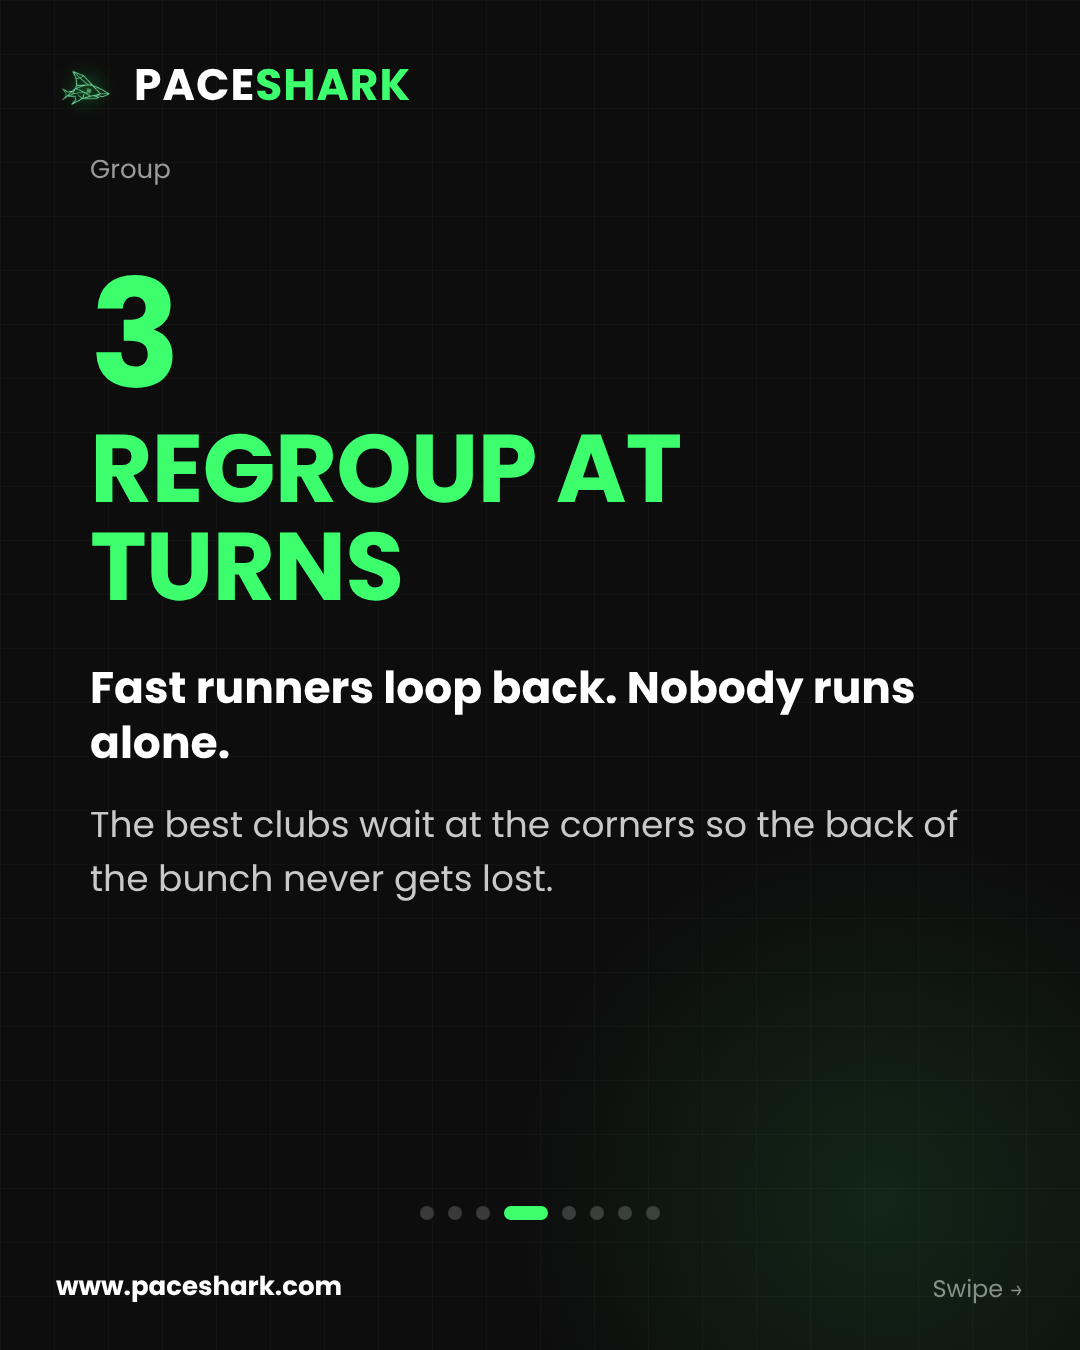 PACESHARK
Group
3
REGROUP AT
TURNS
Fast runners loop back. Nobody runs
alone.
The best clubs wait at the corners so the back of
the bunch never gets lost.
www.paceshark.com
Swipe →